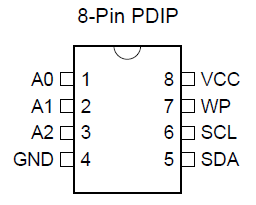 8-Pin PDIP
A0 1 8 VCC
A1 2 7 WP
A2 3 6 SCL
GND 4 5 SDA